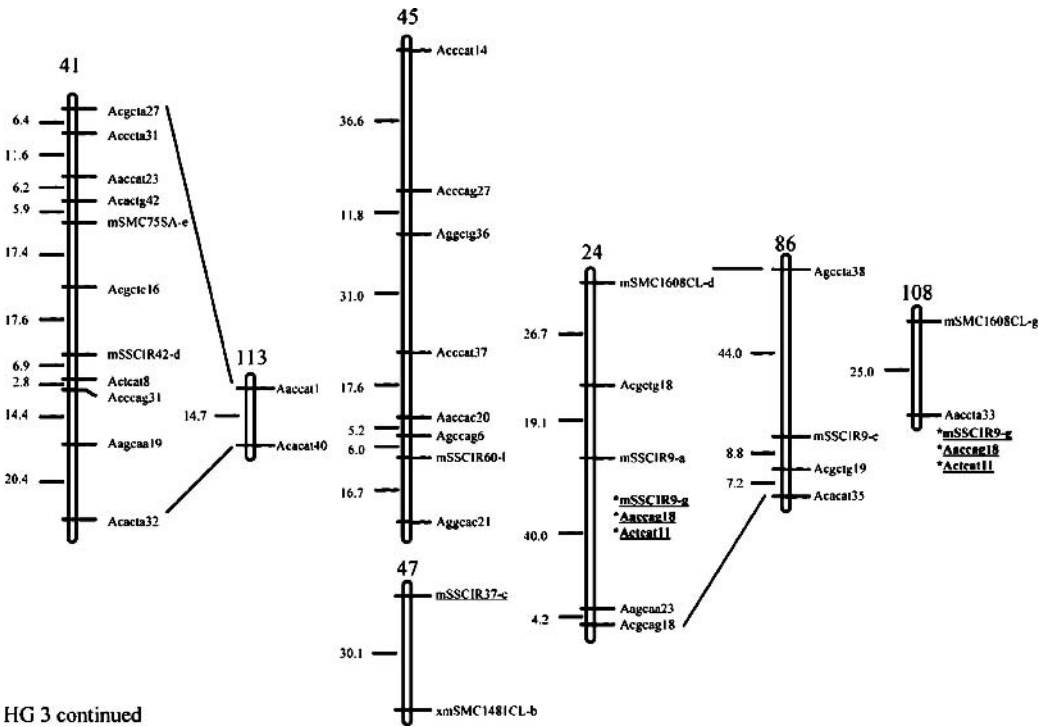 41
Acgcta27
6.4
Acccta31
11.6
Aaccat23
6.2
Acactg42
5.9
mSMC75SA-e
17.4
Acgctc16
17.6
mSSCIR42-d
6.9
Actcat8
2.8
Acccag31
14.4
Aagcaa19
20.4
Acacta32
113
Aaccat1
14.7
Acacat40
45
Acccat14
36.6
Acccag27
11.8
Aggctg36
31.0
Acccat37
17.6
Aaccac20
5.2
Agccag6
6.0
mSSCIR60-l
16.7
Aggcac21
47
mSSCIR37-c
30.1
xmSMC1481CL-b
24
mSMC1608CL-d
26.7
Acgctg18
19.1
mSSCIR9-a
*mSSCIR9-g
*Aaccag18
*Actcat11
40.0
Aagcaa23
4.2
Acgcag18
86
Agccta38
44.0
mSSCIR9-e
8.8
Acgctg19
7.2
Acacat35
108
mSMC1608CL-g
25.0
Aaccta33
*mSSCIR9-g
*Aaccag18
*Actcat11
HG 3 continued